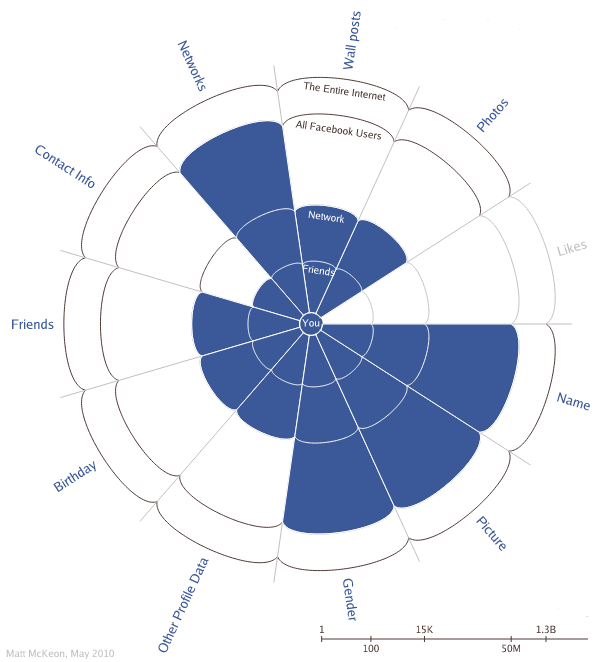 Wall posts
Networks
The Entire Internet
Photos
All Facebook Users
Contact Info
Network
Likes
Friends
You
Friends
Name
Birthday
Picture
Other Profile Data
Gender
1 15K 1.3B
100 50M
Matt McKeon, May 2010